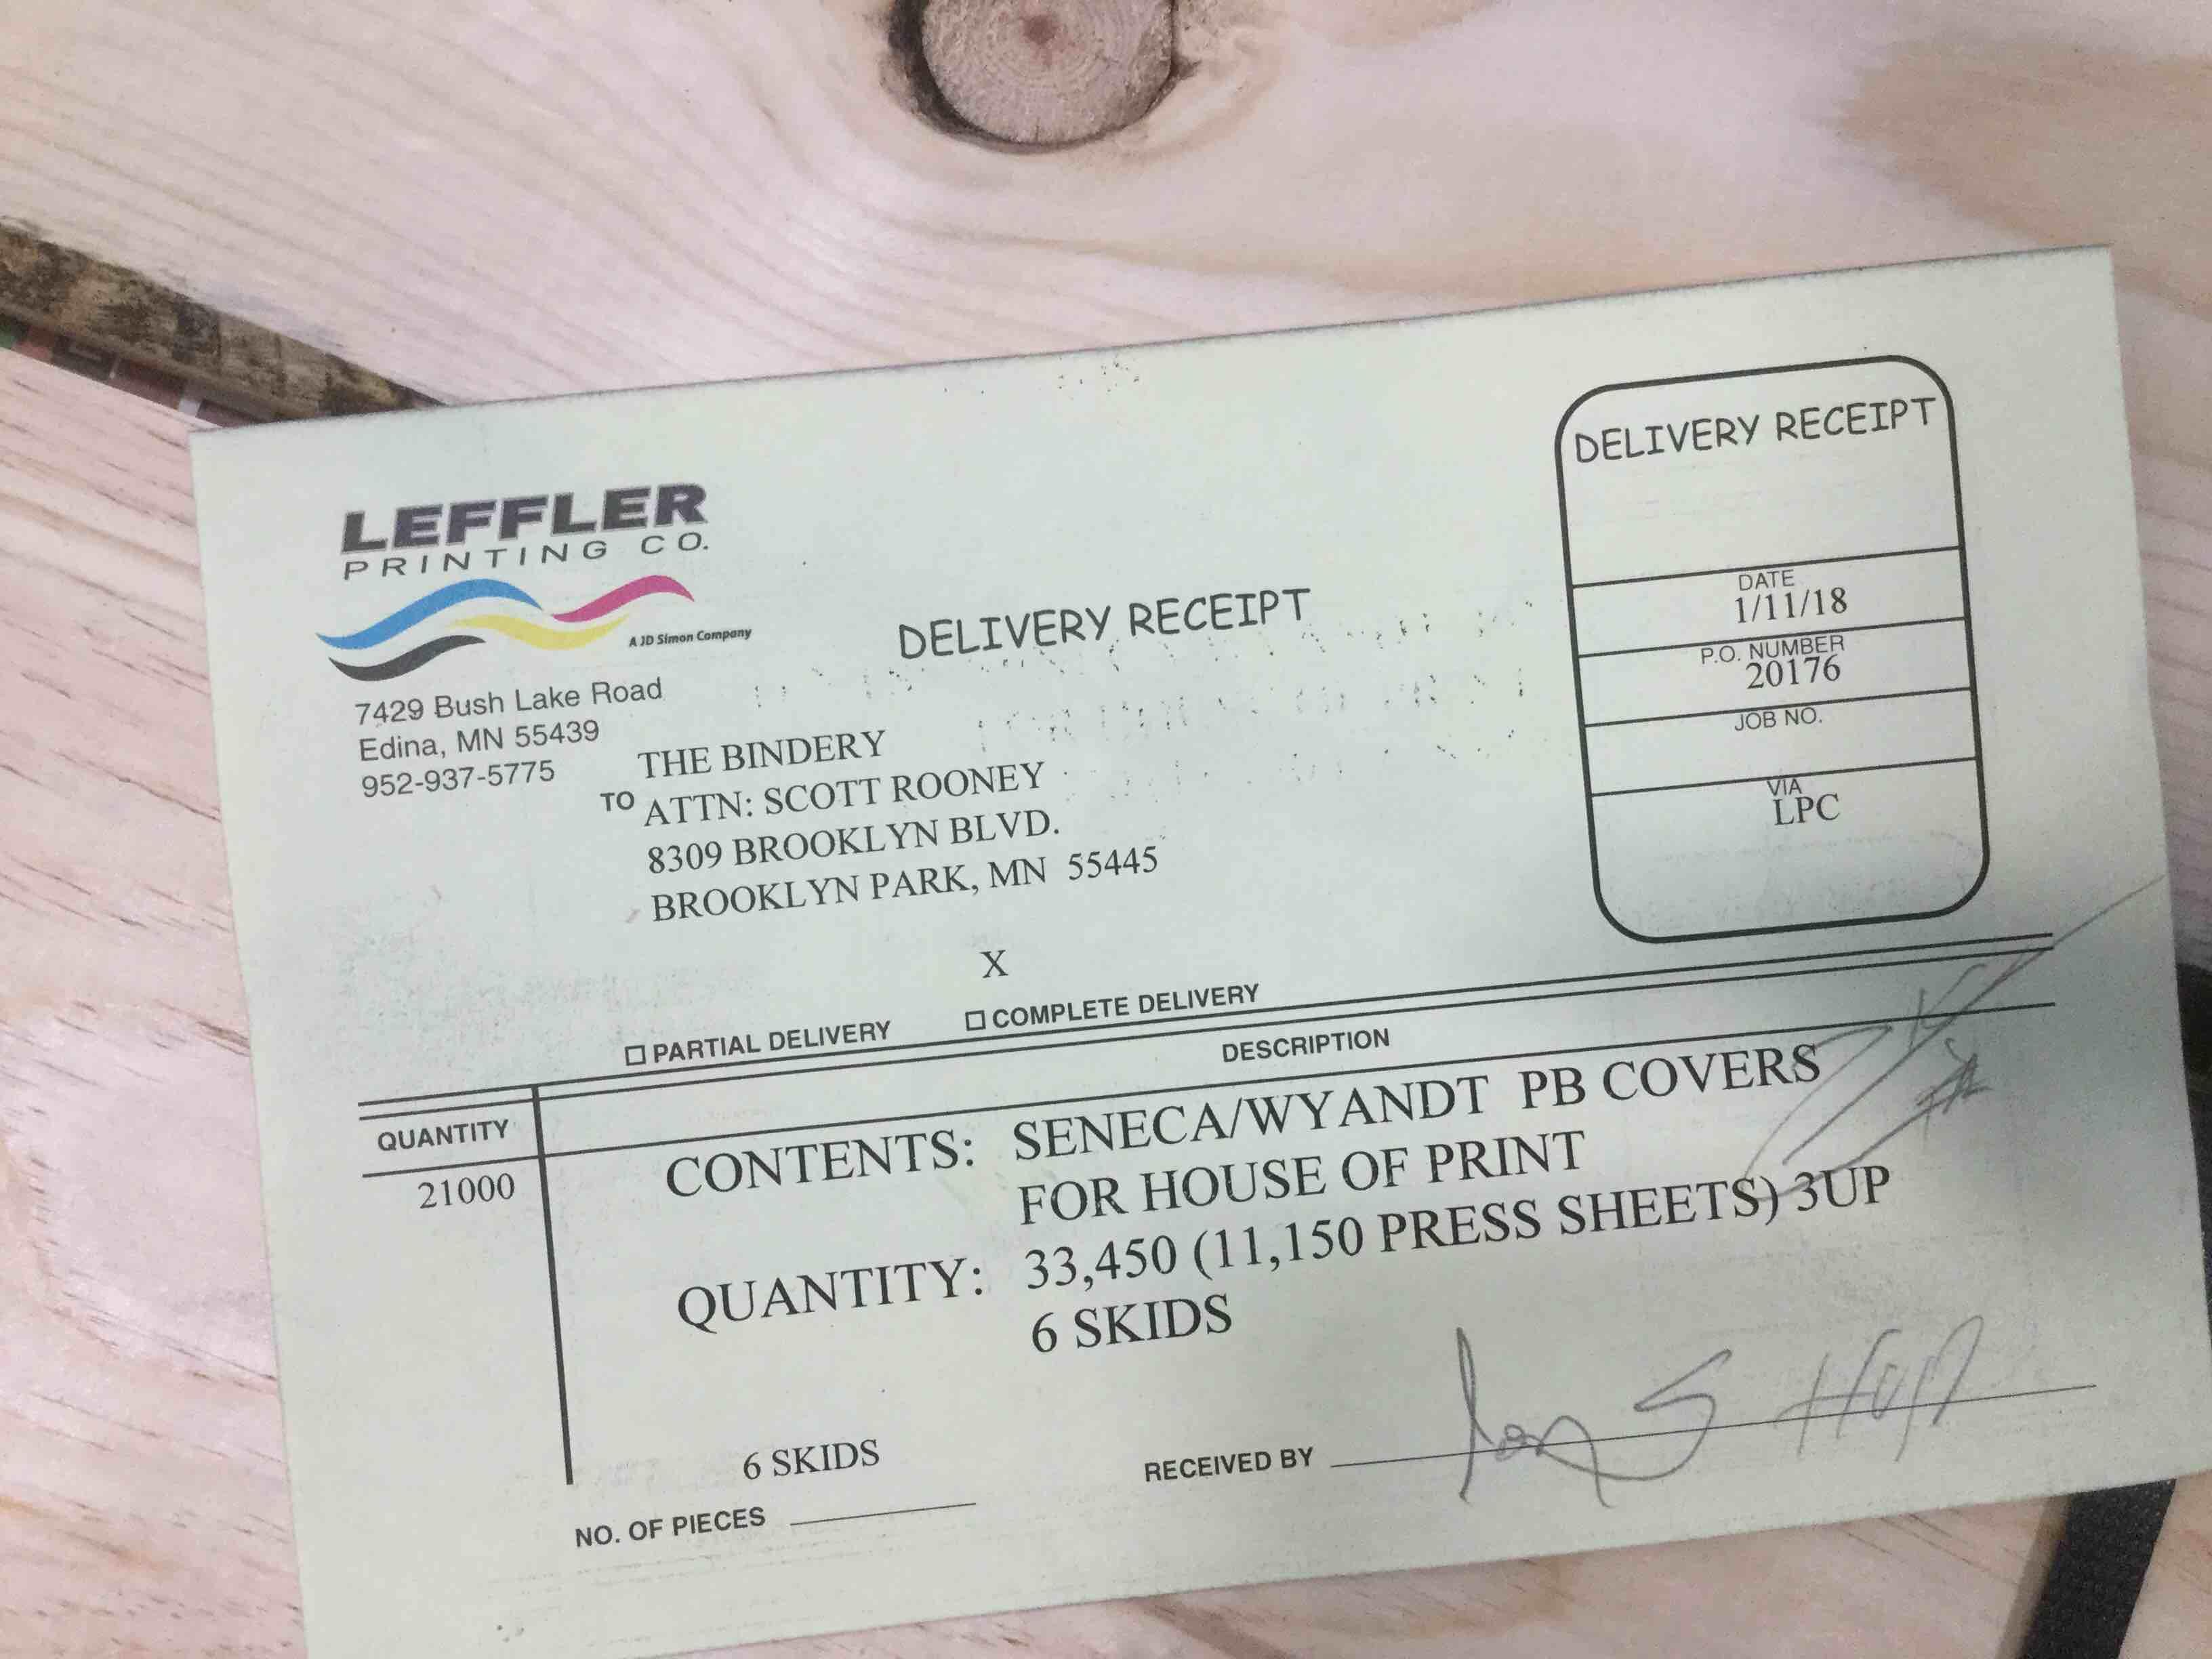 LEFFLER
PRINTING CO.
A JD Simon Company
7429 Bush Lake Road
Edina, MN 55439
952-937-5775
DELIVERY RECEIPT
DELIVERY RECEIPT
DATE
1/11/18
P.O. NUMBER
20176
JOB NO.
VIA
LPC
TO
THE BINDERY
ATTN: SCOTT ROONEY
8309 BROOKLYN BLVD.
BROOKLYN PARK, MN 55445
X
☐ PARTIAL DELIVERY ☐ COMPLETE DELIVERY
QUANTITY DESCRIPTION
21000
CONTENTS: SENECA/WYANDT PB COVERS
FOR HOUSE OF PRINT
QUANTITY: 33,450 (11,150 PRESS SHEETS) 3UP
6 SKIDS
6 SKIDS
NO. OF PIECES
RECEIVED BY